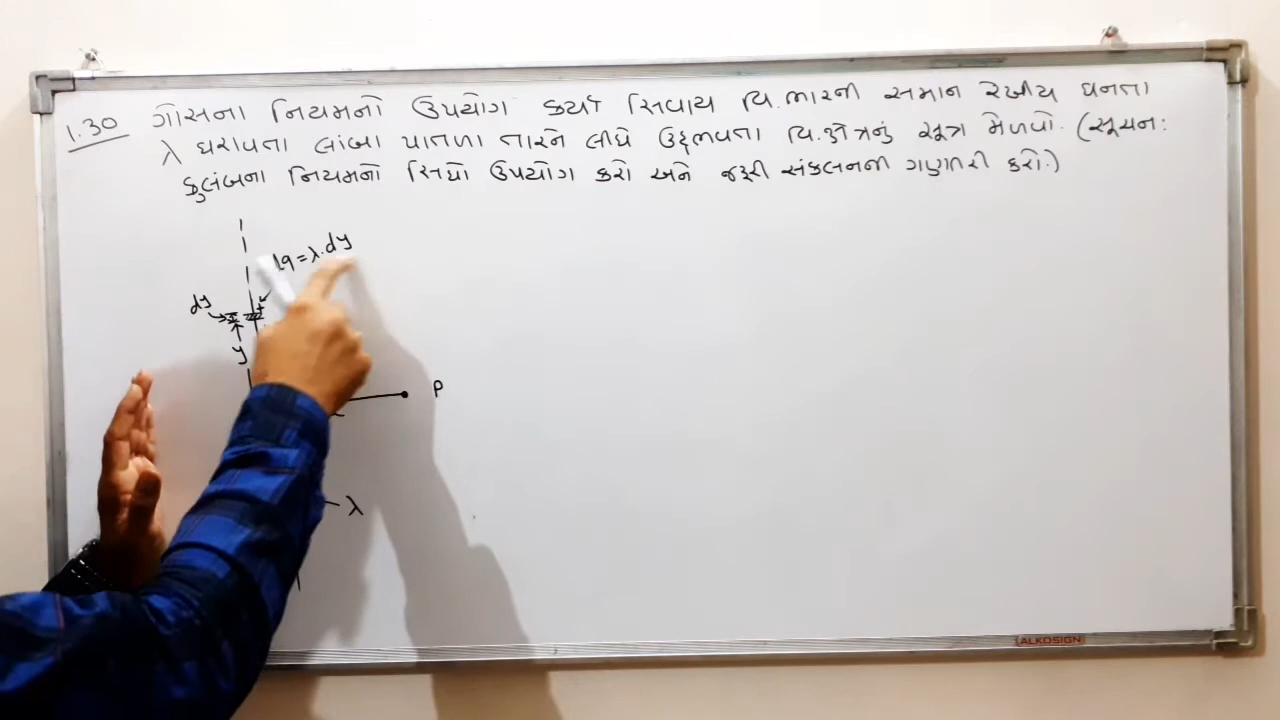 1.30 ગૉસના નિયમનો ઉપયોગ કર્યા સિવાય વિ.ભારની સમાન રેખીય ઘનતા
λ ધરાવતા લાંબા પાતળા તારને લીધે ઉદ્દભવતા વિ.ક્ષેત્રનું સૂત્ર મેળવો. (સૂચન:
કુલંબના નિયમનો સિધો ઉપયોગ કરો અને જરૂરી સંકલનની ગણતરી કરો.)
dq=λ.dy
dy
y
P
λ
ALKOSIGN